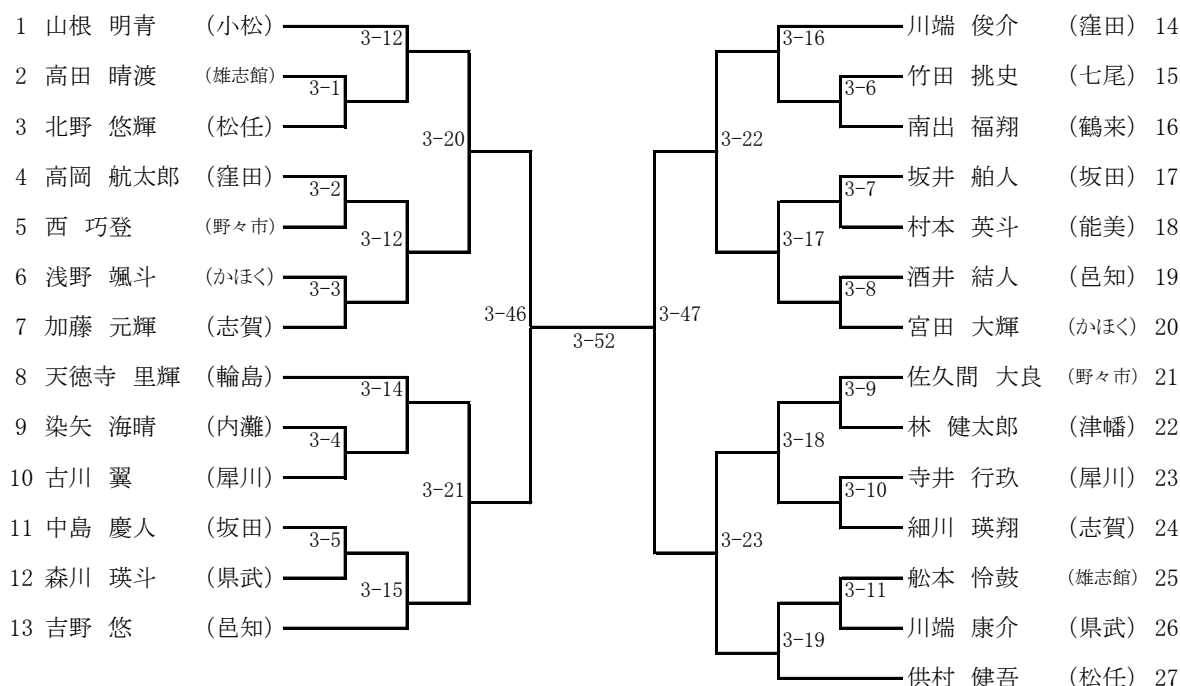 1 山根 明青 (小松)
3-12
2 高田 晴渡 (雄志館)
3-1
3 北野 悠輝 (松任)
3-20
4 高岡 航太郎 (窪田)
3-2
5 西 巧登 (野々市)
3-12
6 浅野 颯斗 (かほく)
3-3
7 加藤 元輝 (志賀)
3-46
8 天徳寺 里輝 (輪島)
3-14
9 染矢 海晴 (内灘)
3-4
10 古川 翼 (犀川)
3-21
11 中島 慶人 (坂田)
3-5
12 森川 瑛斗 (県武)
3-15
13 吉野 悠 (邑知)
3-52
川端 俊介 (窪田) 14
3-16
竹田 挑史 (七尾) 15
3-6
南出 福翔 (鶴来) 16
3-22
坂井 舶人 (坂田) 17
3-7
村本 英斗 (能美) 18
3-17
酒井 結人 (邑知) 19
3-8
宮田 大輝 (かほく) 20
3-47
佐久間 大良 (野々市) 21
3-9
林 健太郎 (津幡) 22
3-18
寺井 行玖 (犀川) 23
3-10
細川 瑛翔 (志賀) 24
3-23
舩本 怜鼓 (雄志館) 25
3-11
川端 康介 (県武) 26
3-19
供村 健吾 (松任) 27